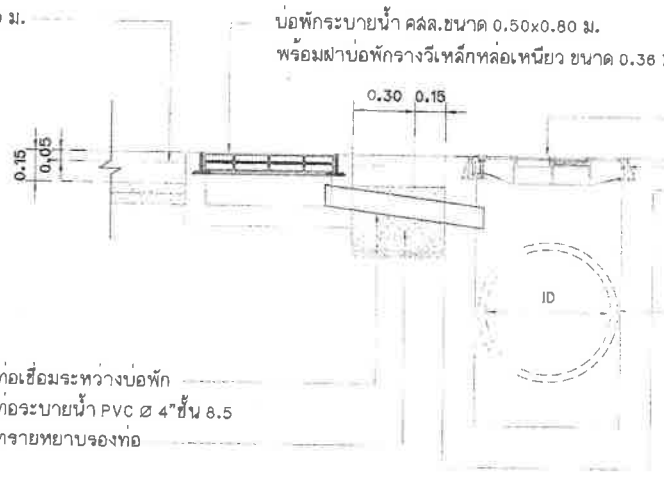 ม.
บ่อพักระบายน้ำ คสล.ขนาด 0.50x0.80 ม.
พร้อมฝาบ่อพักรางวีเหล็กหล่อเหนียว ขนาด 0.36
0.30 0.15
0.15 0.05
ID
ท่อเชื่อมระหว่างบ่อพัก
ท่อระบายน้ำ PVC Ø 4"ชั้น 8.5
ทรายหยาบรองท่อ